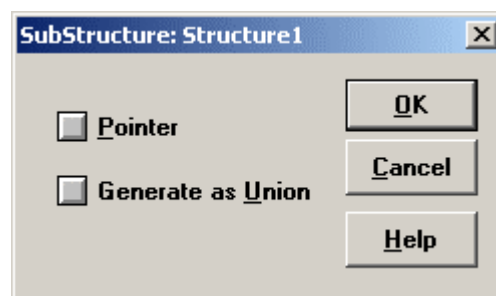 SubStructure: Structure1
Pointer
Generate as Union
OK
Cancel
Help